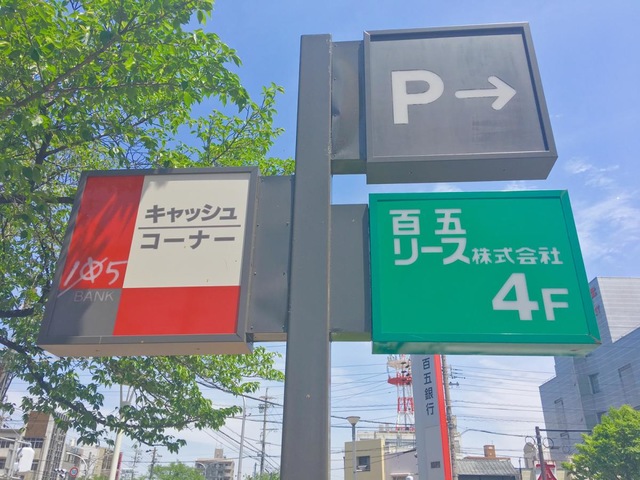 P→
キャッシュ
コーナー
105
BANK
百五
リース株式会社
4F
百五銀行